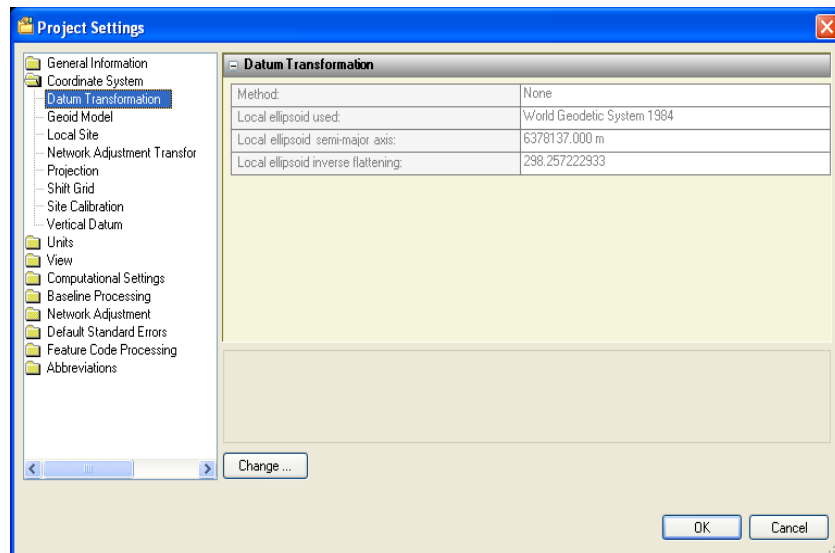 Project Settings
General Information
Coordinate System
Datum Transformation
Geoid Model
Local Site
Network Adjustment Transfor
Projection
Shift Grid
Site Calibration
Vertical Datum
Units
View
Computational Settings
Baseline Processing
Network Adjustment
Default Standard Errors
Feature Code Processing
Abbreviations
Datum Transformation
Method: None
Local ellipsoid used: World Geodetic System 1984
Local ellipsoid semi-major axis: 6378137.000 m
Local ellipsoid inverse flattening: 298.257222933
Change ...
OK Cancel